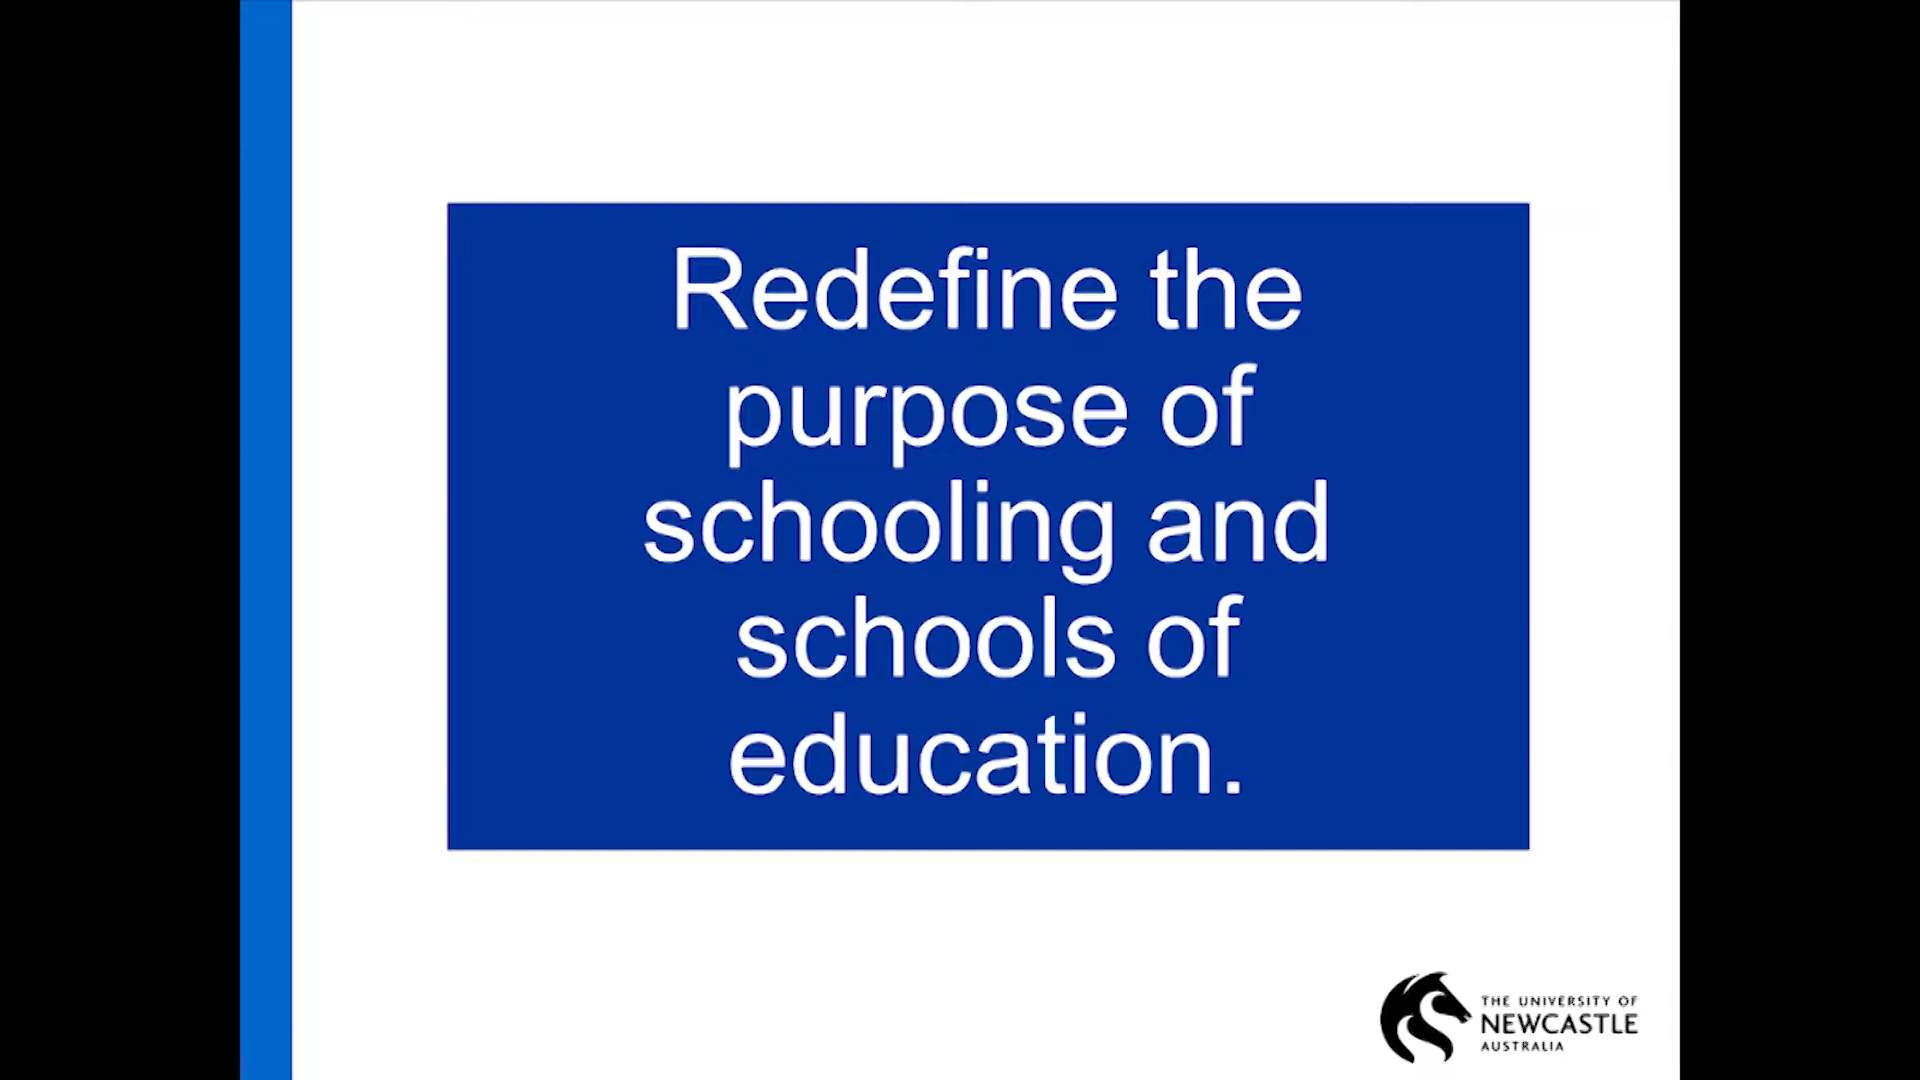 Redefine the
purpose of
schooling and
schools of
education.
THE UNIVERSITY OF
NEWCASTLE
AUSTRALIA